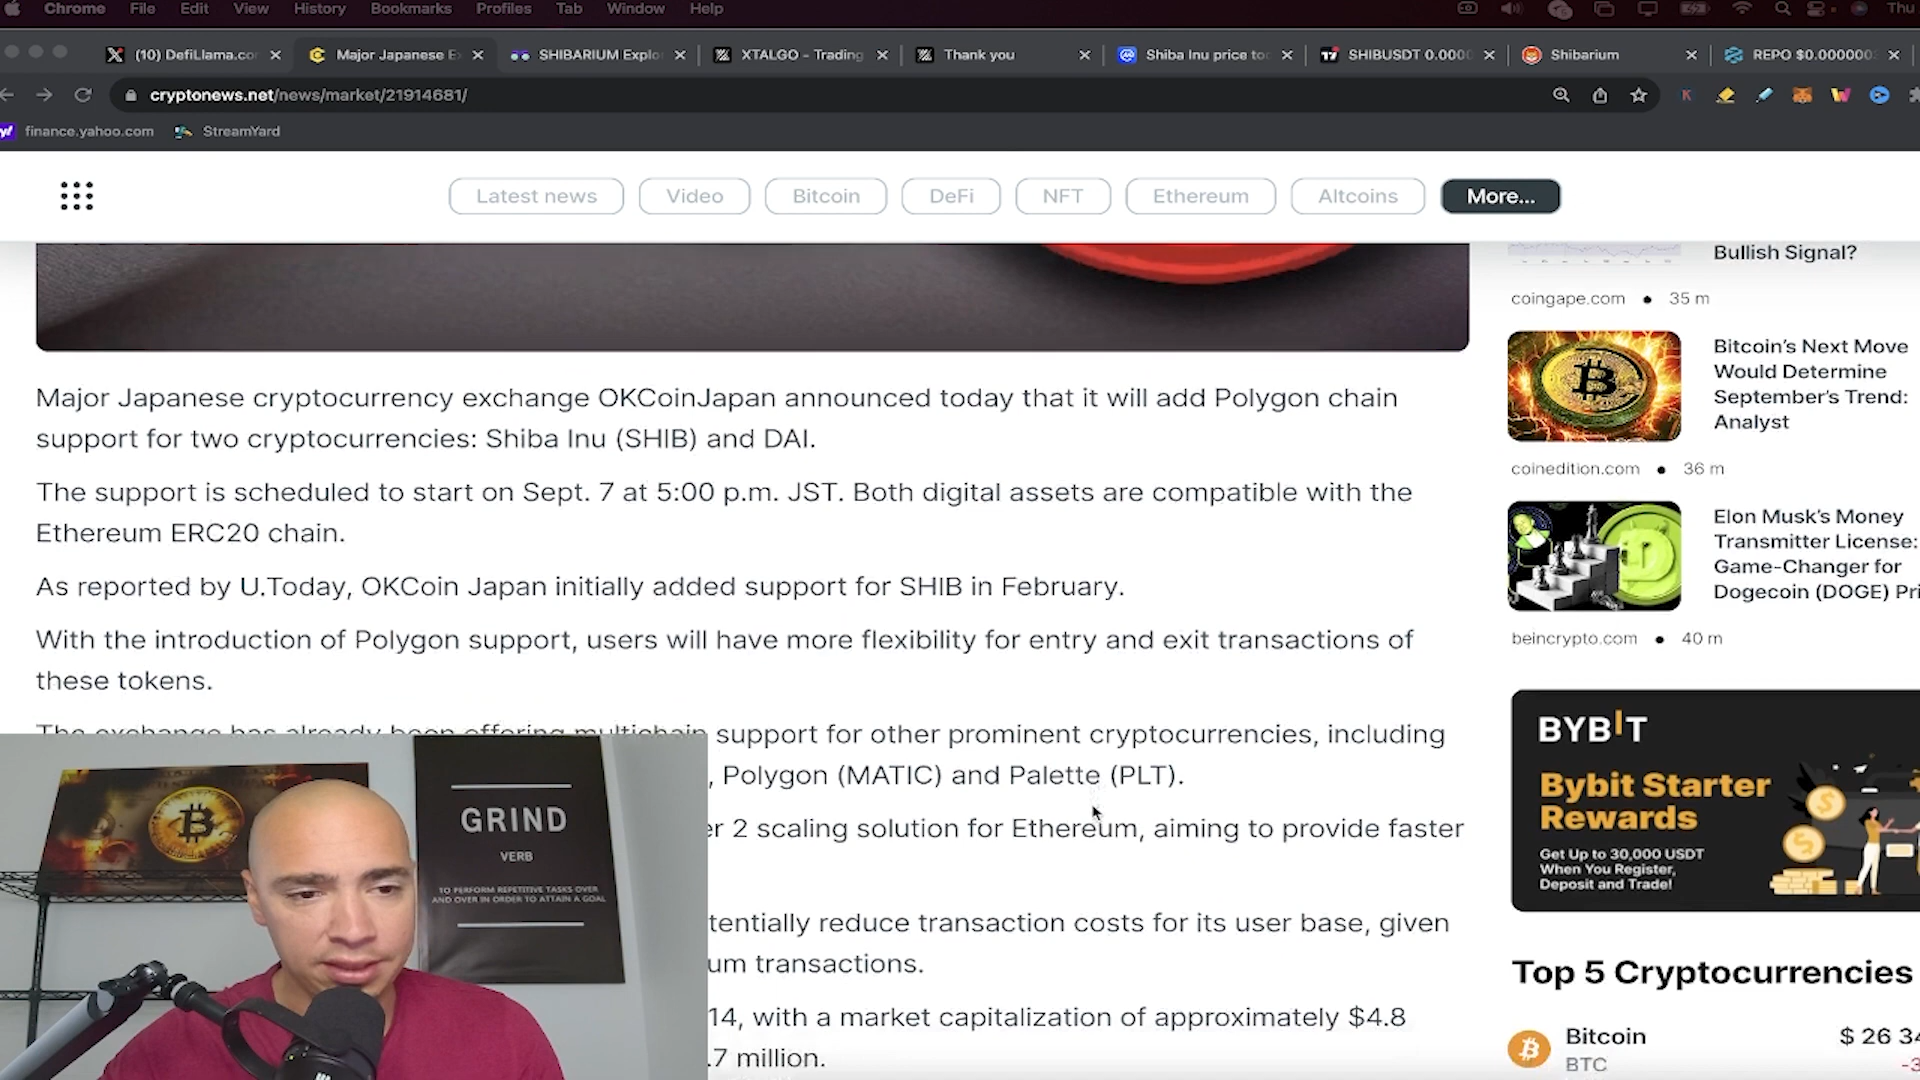 Chrome File Edit View History Bookmarks Profiles Tab Window Help Thu
(10) DefiLlama.co Major Japanese E SHIBARIUM Explo XTALGO - Trading Thank you Shiba Inu price to SHIBUSDT 0.000 Shibarium REPO $0.000000
cryptonews.net/news/market/21914681/
finance.yahoo.com StreamYard
Latest news Video Bitcoin DeFi NFT Ethereum Altcoins More...
Major Japanese cryptocurrency exchange OKCoinJapan announced today that it will add Polygon chain
support for two cryptocurrencies: Shiba Inu (SHIB) and DAI.
The support is scheduled to start on Sept. 7 at 5:00 p.m. JST. Both digital assets are compatible with the
Ethereum ERC20 chain.
As reported by U.Today, OKCoin Japan initially added support for SHIB in February.
With the introduction of Polygon support, users will have more flexibility for entry and exit transactions of
these tokens.
The exchange has already been offering multichain support for other prominent cryptocurrencies, including
, Polygon (MATIC) and Palette (PLT).
er 2 scaling solution for Ethereum, aiming to provide faster
tentially reduce transaction costs for its user base, given
um transactions.
14, with a market capitalization of approximately $4.8
.7 million.
GRIND
VERB
TO PERFORM REPETITIVE TASKS OVER
AND OVER IN ORDER TO ATTAIN A GOAL
Bullish Signal?
coingape.com ● 35 m
Bitcoin's Next Move
Would Determine
September's Trend:
Analyst
coinedition.com ● 36 m
Elon Musk's Money
Transmitter License:
Game-Changer for
Dogecoin (DOGE) Pri
beincrypto.com ● 40 m
BYBIT
Bybit Starter
Rewards
Get Up to 30,000 USDT
When You Register,
Deposit and Trade!
Top 5 Cryptocurrencies
Bitcoin $ 26 34
BTC -3